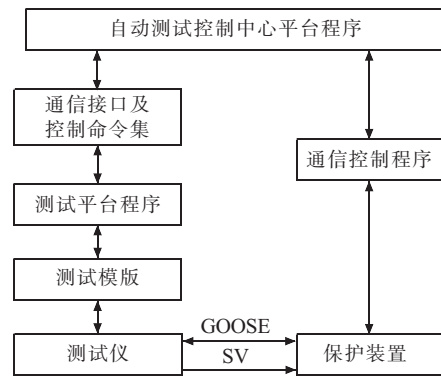 自动测试控制中心平台程序
通信接口及
控制命令集
通信控制程序
测试平台程序
测试模版
GOOSE
测试仪
SV
保护装置